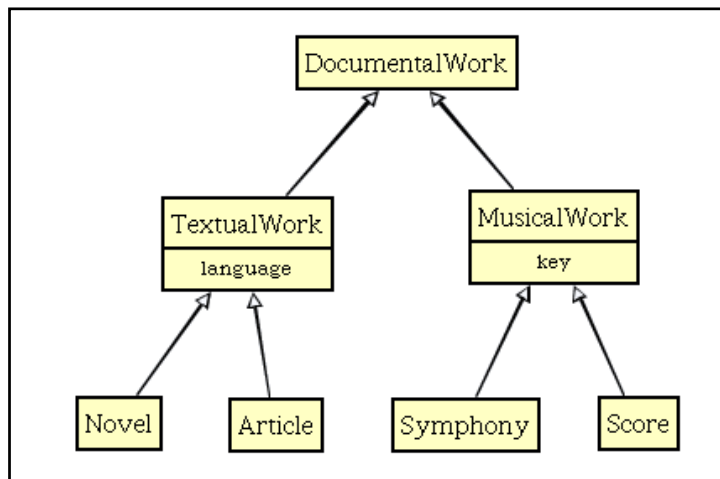 DocumentalWork
TextualWork
language
MusicalWork
key
Novel
Article
Symphony
Score